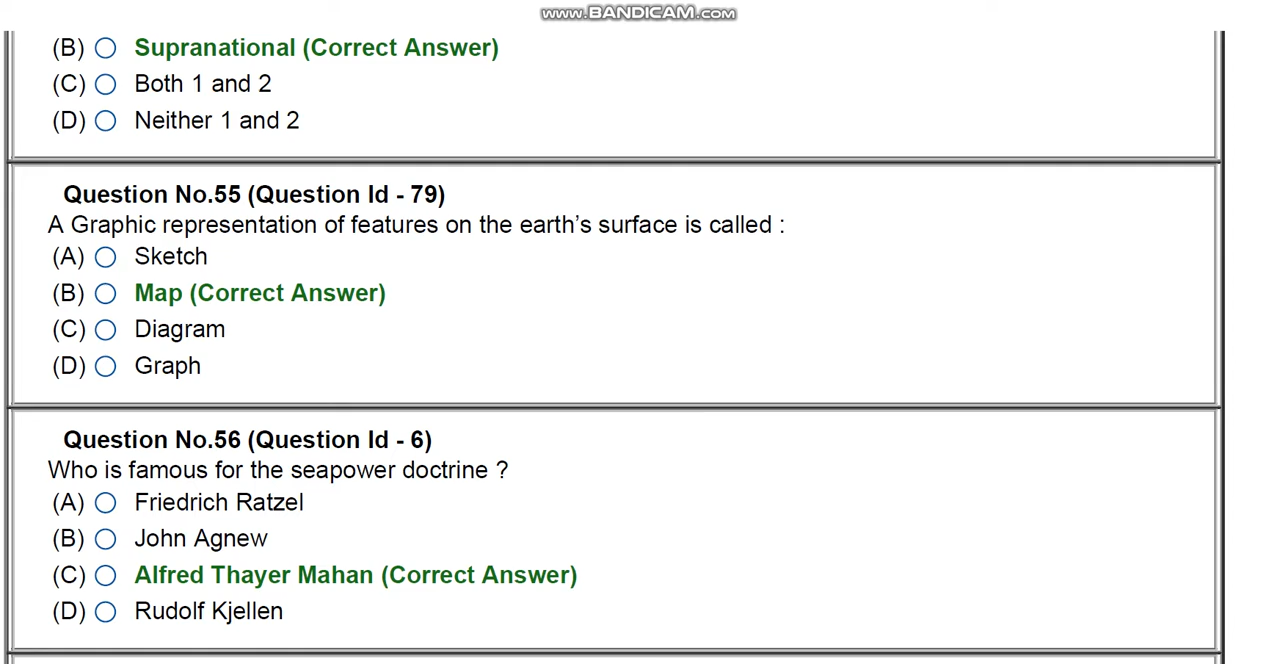 www.BANDICAM.com
(B) Supranational (Correct Answer)
(C) Both 1 and 2
(D) Neither 1 and 2
Question No.55 (Question Id - 79)
A Graphic representation of features on the earth’s surface is called :
(A) Sketch
(B) Map (Correct Answer)
(C) Diagram
(D) Graph
Question No.56 (Question Id - 6)
Who is famous for the seapower doctrine ?
(A) Friedrich Ratzel
(B) John Agnew
(C) Alfred Thayer Mahan (Correct Answer)
(D) Rudolf Kjellen